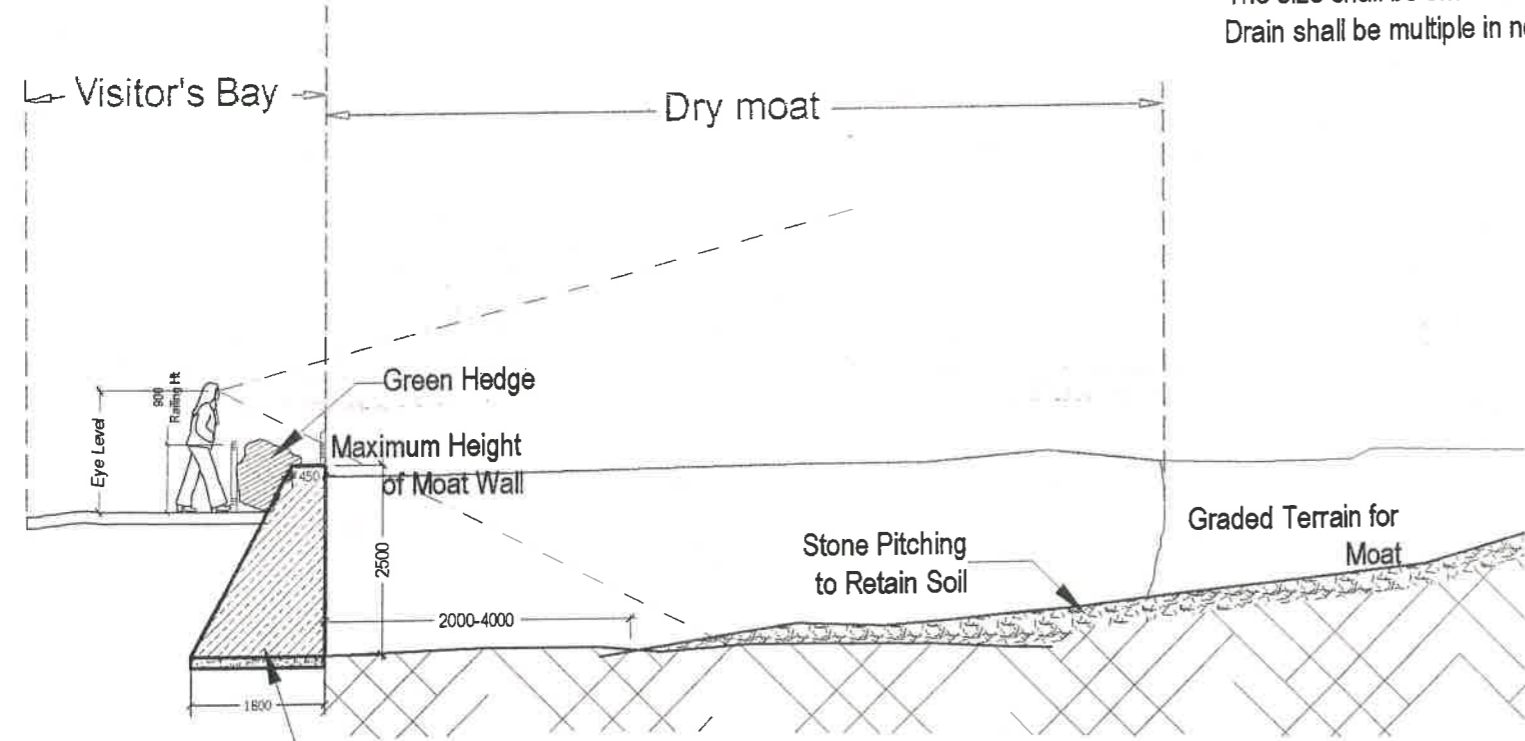 Drain shall be multiple in
Visitor's Bay
Dry moat
Green Hedge
900
Railing Ht.
Eye Level
Maximum Height
of Moat Wall
450
2500
Graded Terrain for
Moat
Stone Pitching
to Retain Soil
2000-4000
1800